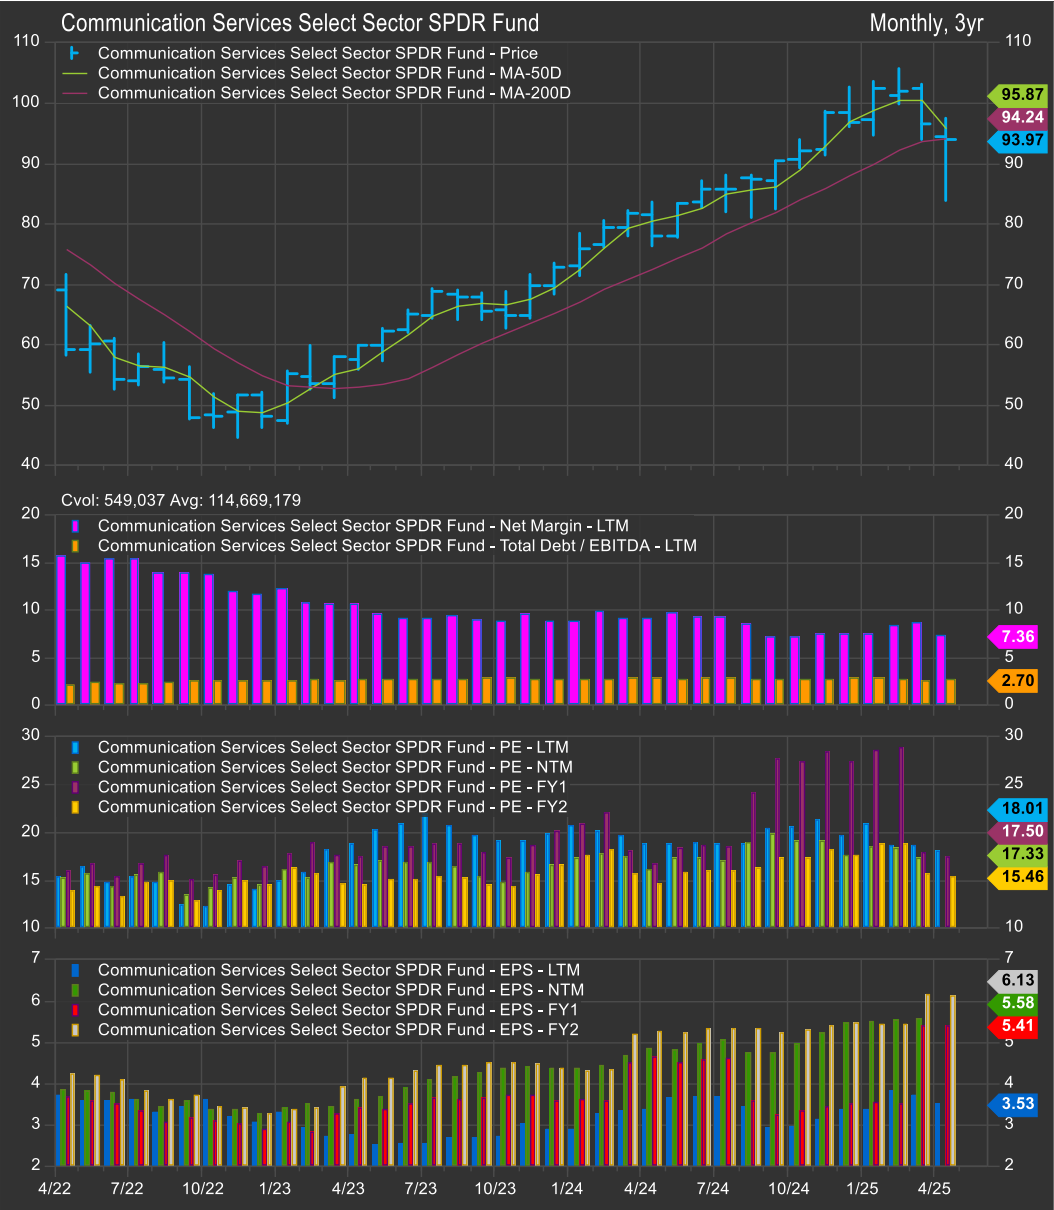 Communication Services Select Sector SPDR Fund Monthly, 3yr
110 110
Communication Services Select Sector SPDR Fund - Price
Communication Services Select Sector SPDR Fund - MA-50D
Communication Services Select Sector SPDR Fund - MA-200D
95.87
100
94.24
93.97
90 90
80 80
70 70
60 60
50 50
40 40
Cvol: 549,037 Avg: 114,669,179
20 20
Communication Services Select Sector SPDR Fund - Net Margin - LTM
Communication Services Select Sector SPDR Fund - Total Debt / EBITDA - LTM
15 15
10 10
7.36
5 5
2.70
0 0
30 30
Communication Services Select Sector SPDR Fund - PE - LTM
Communication Services Select Sector SPDR Fund - PE - NTM
25 25
Communication Services Select Sector SPDR Fund - PE - FY1
Communication Services Select Sector SPDR Fund - PE - FY2
18.01
20
17.50
17.33
15
15.46
10 10
7 7
Communication Services Select Sector SPDR Fund - EPS - LTM
6.13
Communication Services Select Sector SPDR Fund - EPS - NTM
6
5.58
Communication Services Select Sector SPDR Fund - EPS - FY1
5.41
Communication Services Select Sector SPDR Fund - EPS - FY2
5 5
4 4
3.53
3 3
2 2
4/22 7/22 10/22 1/23 4/23 7/23 10/23 1/24 4/24 7/24 10/24 1/25 4/25